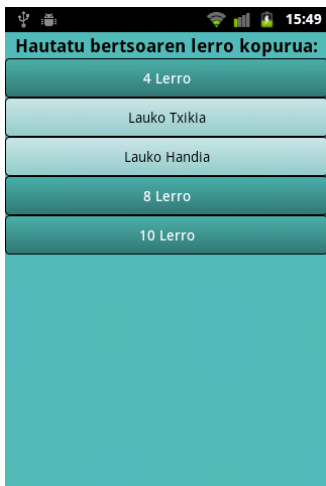 15:49
Hautatu bertsoaren lerro kopurua:
4 Lerro
Lauko Txikia
Lauko Handia
8 Lerro
10 Lerro